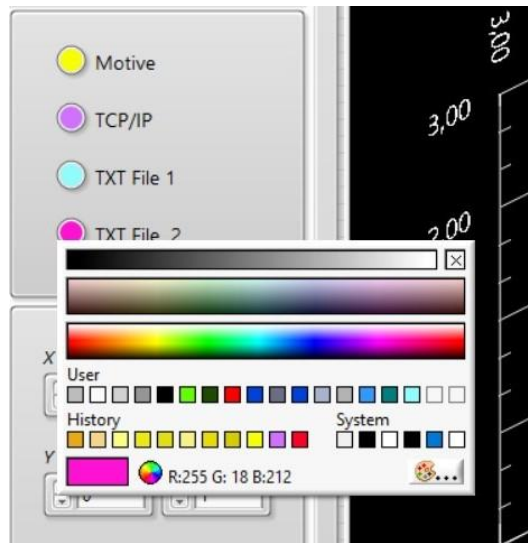 Motive
TCP/IP
TXT File 1
TXT File 2
3,00
3,00
2,00
User
History System
R:255 G: 18 B:212
...
X
Y